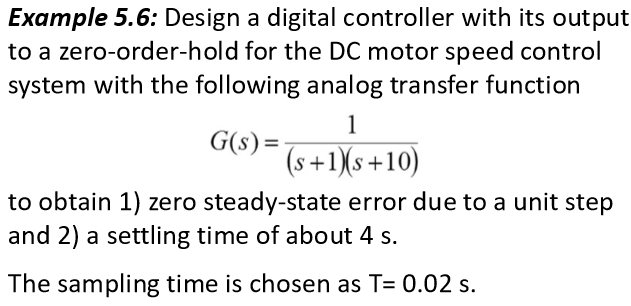 Example 5.6: Design a digital controller with its output
to a zero-order-hold for the DC motor speed control
system with the following analog transfer function
G(s) = 1 / (s+1)(s+10)
to obtain 1) zero steady-state error due to a unit step
and 2) a settling time of about 4 s.
The sampling time is chosen as T= 0.02 s.